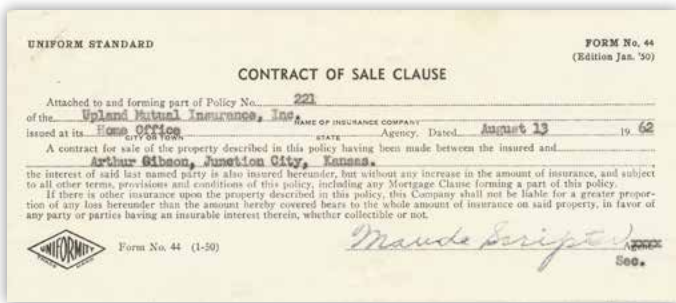 UNIFORM STANDARD
FORM No. 44
(Edition Jan. '50)
CONTRACT OF SALE CLAUSE
Attached to and forming part of Policy No. 221
of the Upland Mutual Insurance, Inc.
NAME OF INSURANCE COMPANY
issued at its Home Office Agency. Dated August 13 1962
CITY OR TOWN STATE
A contract for sale of the property described in this policy having been made between the insured and
Arthur Gibson, Junction City, Kansas.
the interest of said last named party is also insured hereunder, but without any increase in the amount of insurance, and subject
to all other terms, provisions and conditions of this policy, including any Mortgage Clause forming a part of this policy.
If there is other insurance upon the property described in this policy, this Company shall not be liable for a greater propor-
tion of any loss hereunder than the amount hereby covered bears to the whole amount of insurance on said property, in favor of
any party or parties having an insurable interest therein, whether collectible or not.
UNIFORMITY
Form No. 44 (1-50)
Maude Scripter
Sec.